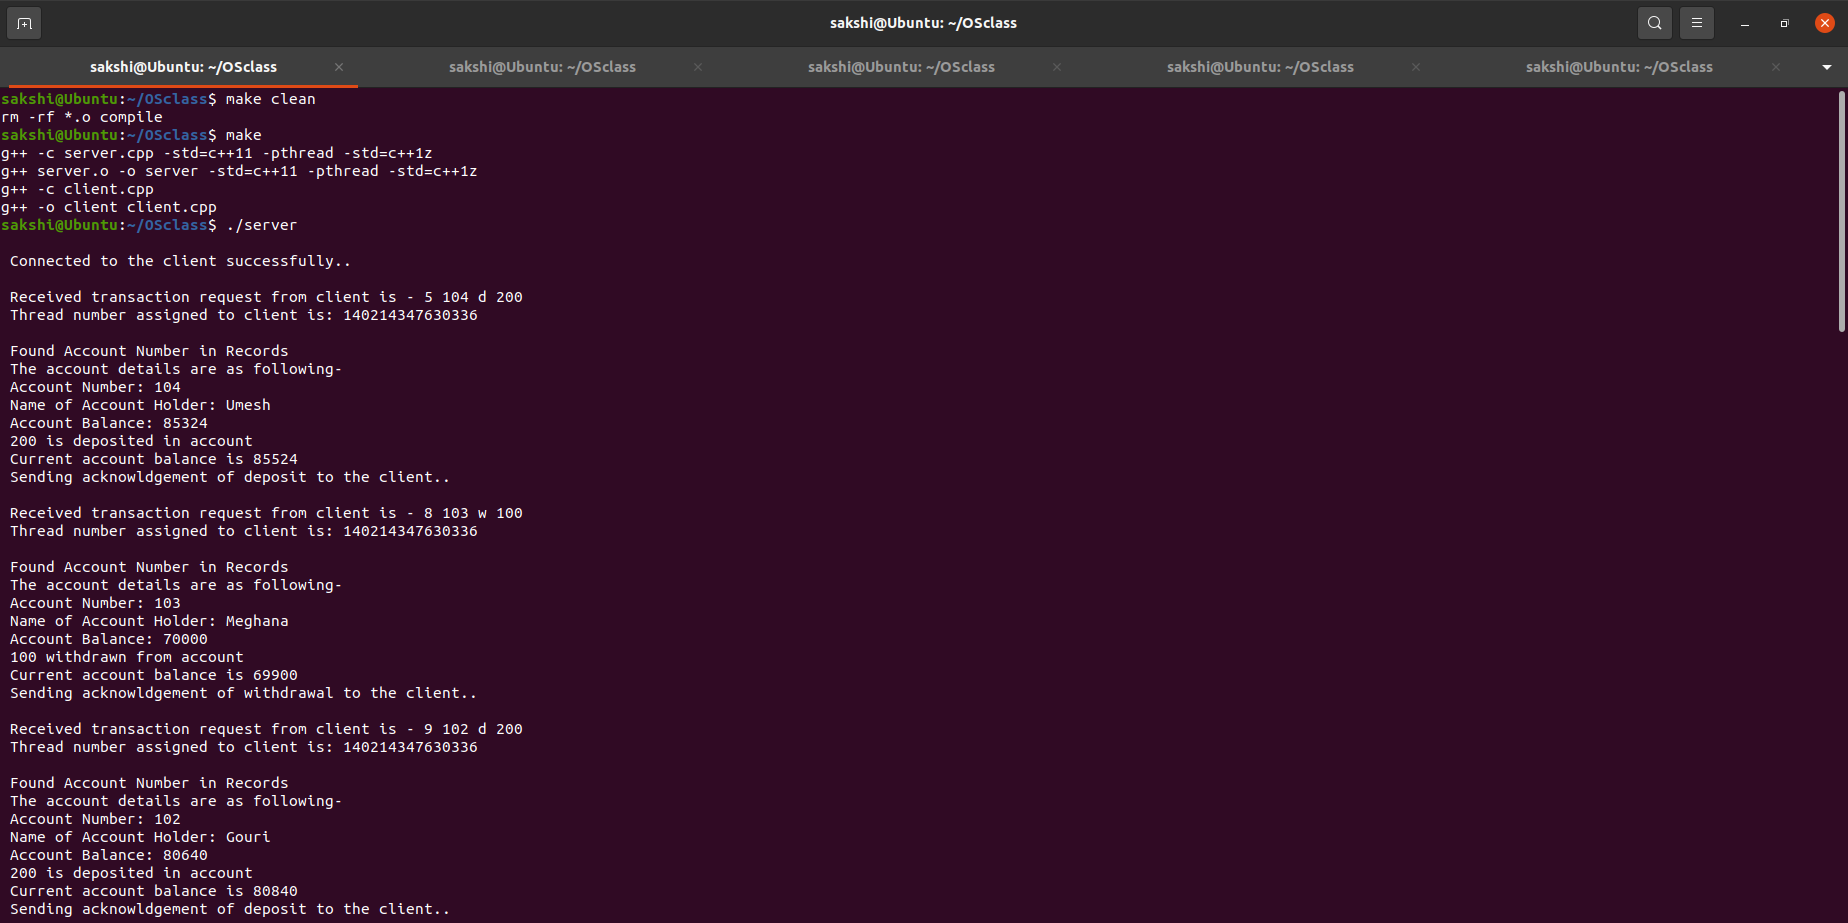 sakshi@Ubuntu: ~/OSclass
sakshi@Ubuntu: ~/OSclass sakshi@Ubuntu: ~/OSclass sakshi@Ubuntu: ~/OSclass sakshi@Ubuntu: ~/OSclass sakshi@Ubuntu: ~/OSclass
sakshi@Ubuntu:~/OSclass$ make clean
rm -rf *.o compile
sakshi@Ubuntu:~/OSclass$ make
g++ -c server.cpp -std=c++11 -pthread -std=c++1z
g++ server.o -o server -std=c++11 -pthread -std=c++1z
g++ -c client.cpp
g++ -o client client.cpp
sakshi@Ubuntu:~/OSclass$ ./server
Connected to the client successfully..
Received transaction request from client is - 5 104 d 200
Thread number assigned to client is: 140214347630336
Found Account Number in Records
The account details are as following-
Account Number: 104
Name of Account Holder: Umesh
Account Balance: 85324
200 is deposited in account
Current account balance is 85524
Sending acknowldgement of deposit to the client..
Received transaction request from client is - 8 103 w 100
Thread number assigned to client is: 140214347630336
Found Account Number in Records
The account details are as following-
Account Number: 103
Name of Account Holder: Meghana
Account Balance: 70000
100 withdrawn from account
Current account balance is 69900
Sending acknowldgement of withdrawal to the client..
Received transaction request from client is - 9 102 d 200
Thread number assigned to client is: 140214347630336
Found Account Number in Records
The account details are as following-
Account Number: 102
Name of Account Holder: Gouri
Account Balance: 80640
200 is deposited in account
Current account balance is 80840
Sending acknowldgement of deposit to the client..